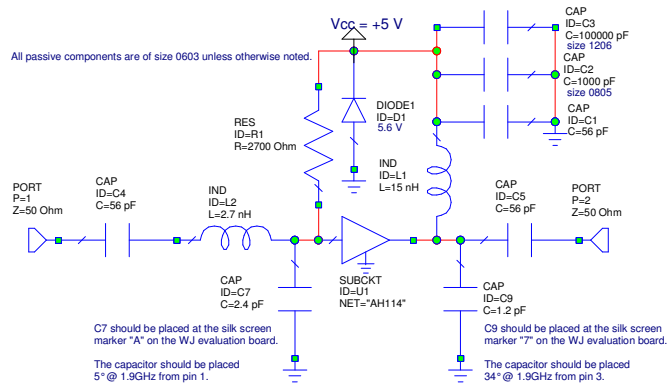 Vcc = +5 V
All passive components are of size 0603 unless otherwise noted.
CAP
ID=C3
C=100000 pF
size 1206
CAP
ID=C2
C=1000 pF
size 0805
CAP
ID=C1
C=56 pF
DIODE1
ID=D1
5.6 V
RES
ID=R1
R=2700 Ohm
IND
ID=L1
L=15 nH
PORT
P=1
Z=50 Ohm
CAP
ID=C4
C=56 pF
IND
ID=L2
L=2.7 nH
CAP
ID=C5
C=56 pF
PORT
P=2
Z=50 Ohm
CAP
ID=C7
C=2.4 pF
SUBCKT
ID=U1
NET="AH114"
CAP
ID=C9
C=1.2 pF
C7 should be placed at the silk screen
marker "A" on the WJ evaluation board.
The capacitor should be placed
5° @ 1.9GHz from pin 1.
C9 should be placed at the silk screen
marker "7" on the WJ evaluation board.
The capacitor should be placed
34° @ 1.9GHz from pin 3.